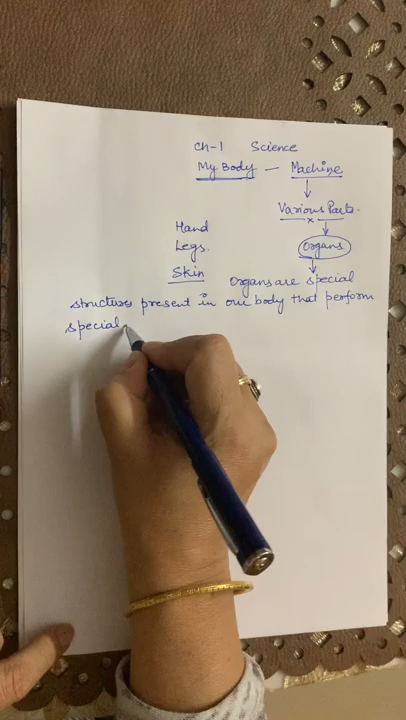 Ch-1 Science
My Body — Machine
Various Parts.
Hand
Legs.
Organs
Skin
Organs are special
structures present in our body that perform
special